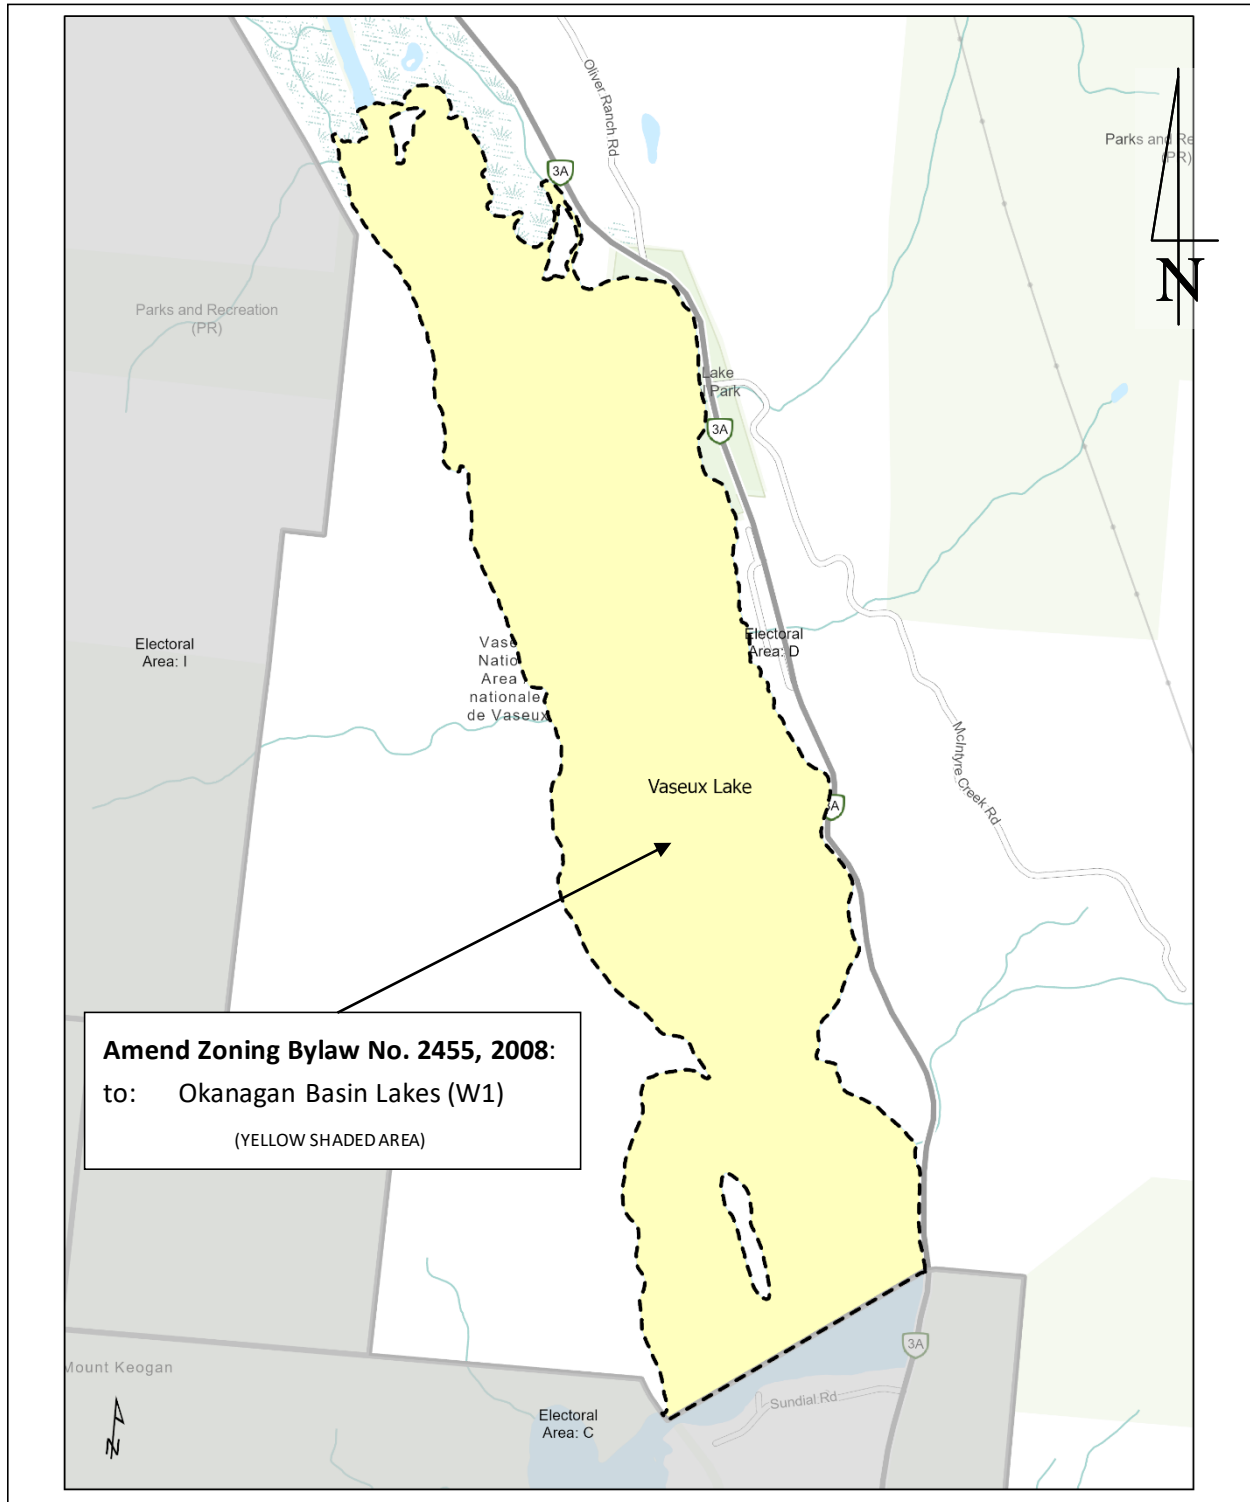 Oliver Ranch Rd
3A
Parks and Re
(PR)
N
Parks and Recreation
(PR)
Lake
Park
3A
Electoral
Area: I
Electoral
Area: D
Vase
Natio
Area
nationale
de Vaseux
McIntyre Creek Rd
Vaseux Lake
A
Amend Zoning Bylaw No. 2455, 2008:
to: Okanagan Basin Lakes (W1)
(YELLOW SHADED AREA)
3A
Mount Keogan
Sundial Rd
Electoral
Area: C
N